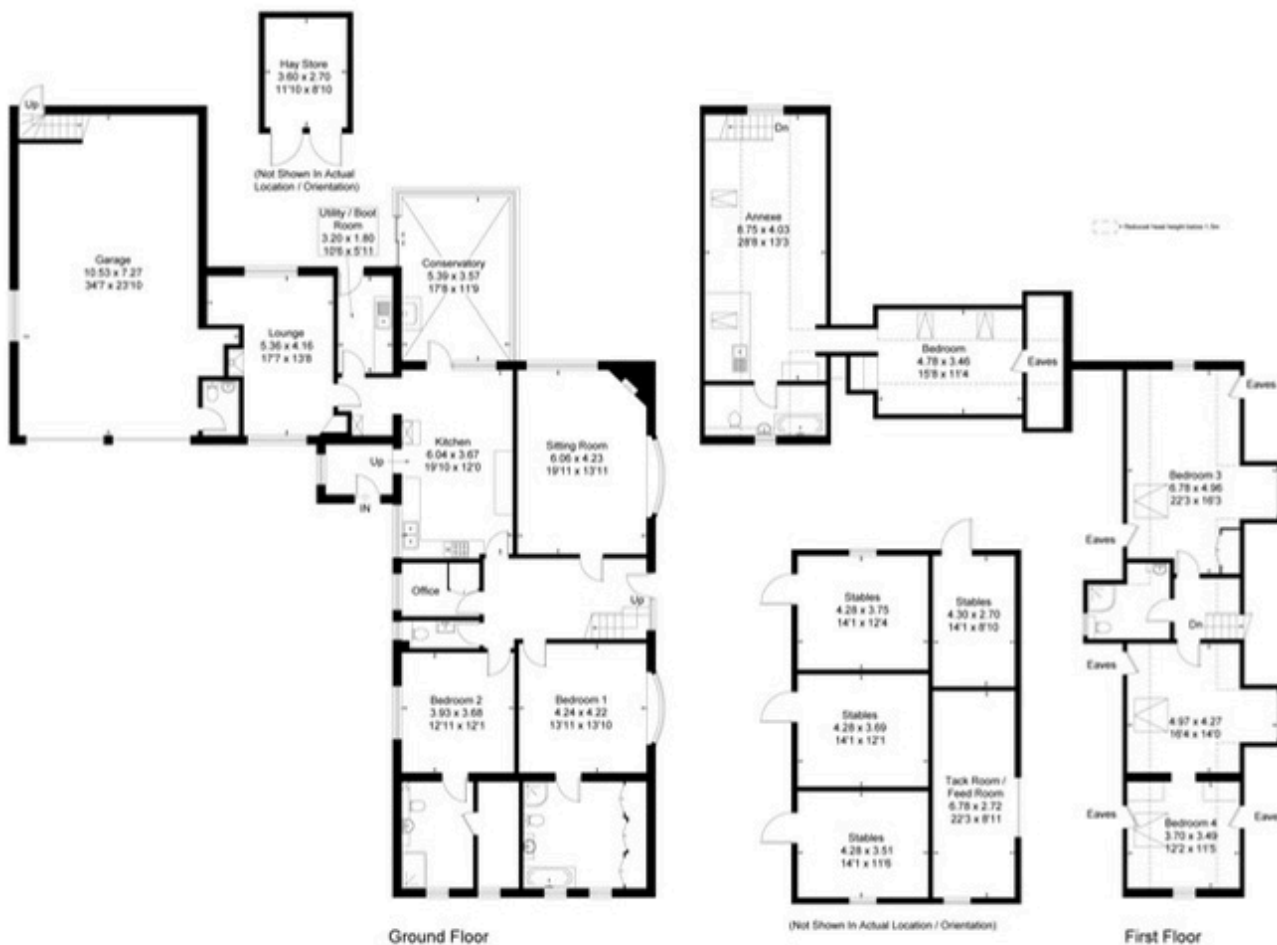 Hay Store
3.60 x 2.70
11'10 x 8'10
(Not Shown In Actual
Location / Orientation)
Up
Garage
10.53 x 7.27
34'7 x 23'10
Utility / Boot
Room
3.20 x 1.80
10'6 x 5'11
Conservatory
5.39 x 3.57
17'8 x 11'9
Lounge
5.36 x 4.16
17'7 x 13'8
Kitchen
6.04 x 3.67
19'10 x 12'0
Sitting Room
6.06 x 4.23
19'11 x 13'11
Up
IN
Office
Up
Bedroom 2
3.93 x 3.68
12'11 x 12'1
Bedroom 1
4.24 x 4.22
13'11 x 13'10
Ground Floor
Dn
Annexe
8.75 x 4.03
28'8 x 13'3
= Reduced head height below 1.5m
Bedroom
4.78 x 3.46
15'8 x 11'4
Eaves
Eaves
Bedroom 3
6.78 x 4.96
22'3 x 16'3
Eaves
Dn
Eaves
4.97 x 4.27
16'4 x 14'0
Eaves
Eaves
Bedroom 4
3.70 x 3.49
12'2 x 11'5
Stables
4.28 x 3.75
14'1 x 12'4
Stables
4.30 x 2.70
14'1 x 8'10
Stables
4.28 x 3.69
14'1 x 12'1
Tack Room /
Feed Room
6.78 x 2.72
22'3 x 8'11
Stables
4.28 x 3.51
14'1 x 11'6
(Not Shown In Actual Location / Orientation)
First Floor